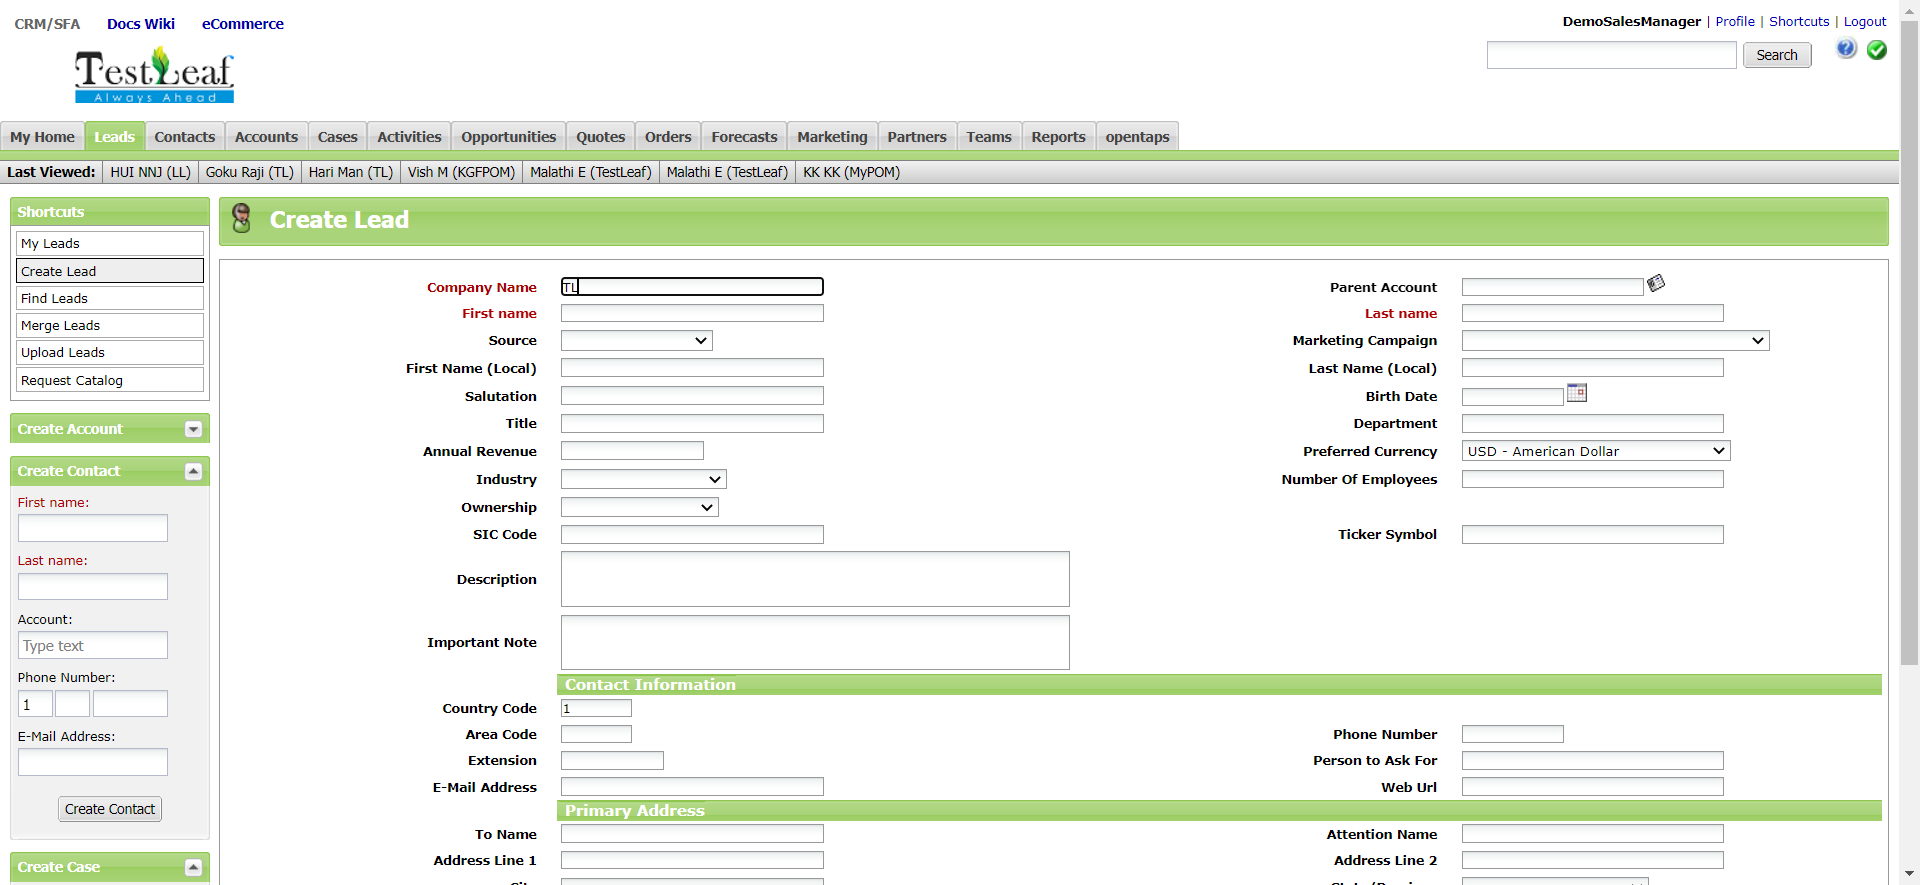 CRM/SFA Docs Wiki eCommerce
DemoSalesManager | Profile | Shortcuts | Logout
Search
TestLeaf
Always Ahead
My Home Leads Contacts Accounts Cases Activities Opportunities Quotes Orders Forecasts Marketing Partners Teams Reports opentaps
Last Viewed: HUI NNJ (LL) Goku Raji (TL) Hari Man (TL) Vish M (KGFPOM) Malathi E (TestLeaf) Malathi E (TestLeaf) KK KK (MyPOM)
Shortcuts
My Leads
Create Lead
Find Leads
Merge Leads
Upload Leads
Request Catalog
Create Account
Create Contact
First name:
Last name:
Account:
Type text
Phone Number:
1
E-Mail Address:
Create Contact
Create Case
Create Lead
Company Name TL Parent Account
First name Last name
Source Marketing Campaign
First Name (Local) Last Name (Local)
Salutation Birth Date
Title Department
Annual Revenue Preferred Currency USD - American Dollar
Industry Number Of Employees
Ownership
SIC Code Ticker Symbol
Description
Important Note
Contact Information
Country Code 1
Area Code Phone Number
Extension Person to Ask For
E-Mail Address Web Url
Primary Address
To Name Attention Name
Address Line 1 Address Line 2